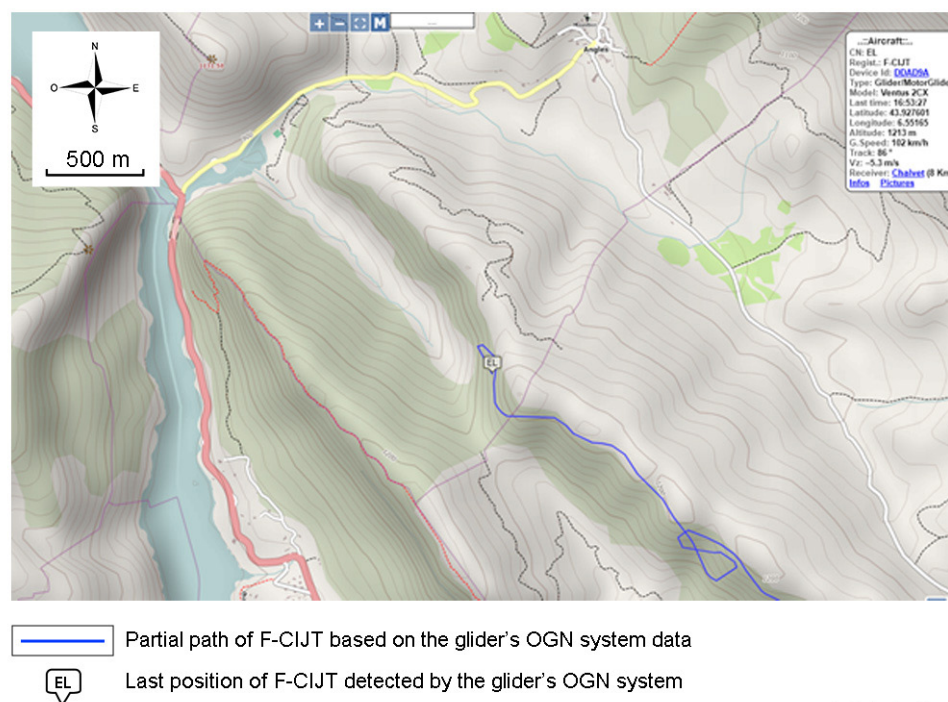 + − M ...
N
O E
S
500 m
Angles
..::Aircraft::..
CN: EL
Regist.: F-CIJT
Device Id: DDAD9A
Type: Glider/MotorGlide
Model: Ventus 2CX
Last time: 16:53:27
Latitude: 43.927601
Longitude: 6.55165
Altitude: 1213 m
G.Speed: 102 km/h
Track: 86 °
Vz: -5.3 m/s
Receiver: Chalvet (8 Km
Infos Pictures
EL
Partial path of F-CIJT based on the glider's OGN system data
EL
Last position of F-CIJT detected by the glider's OGN system